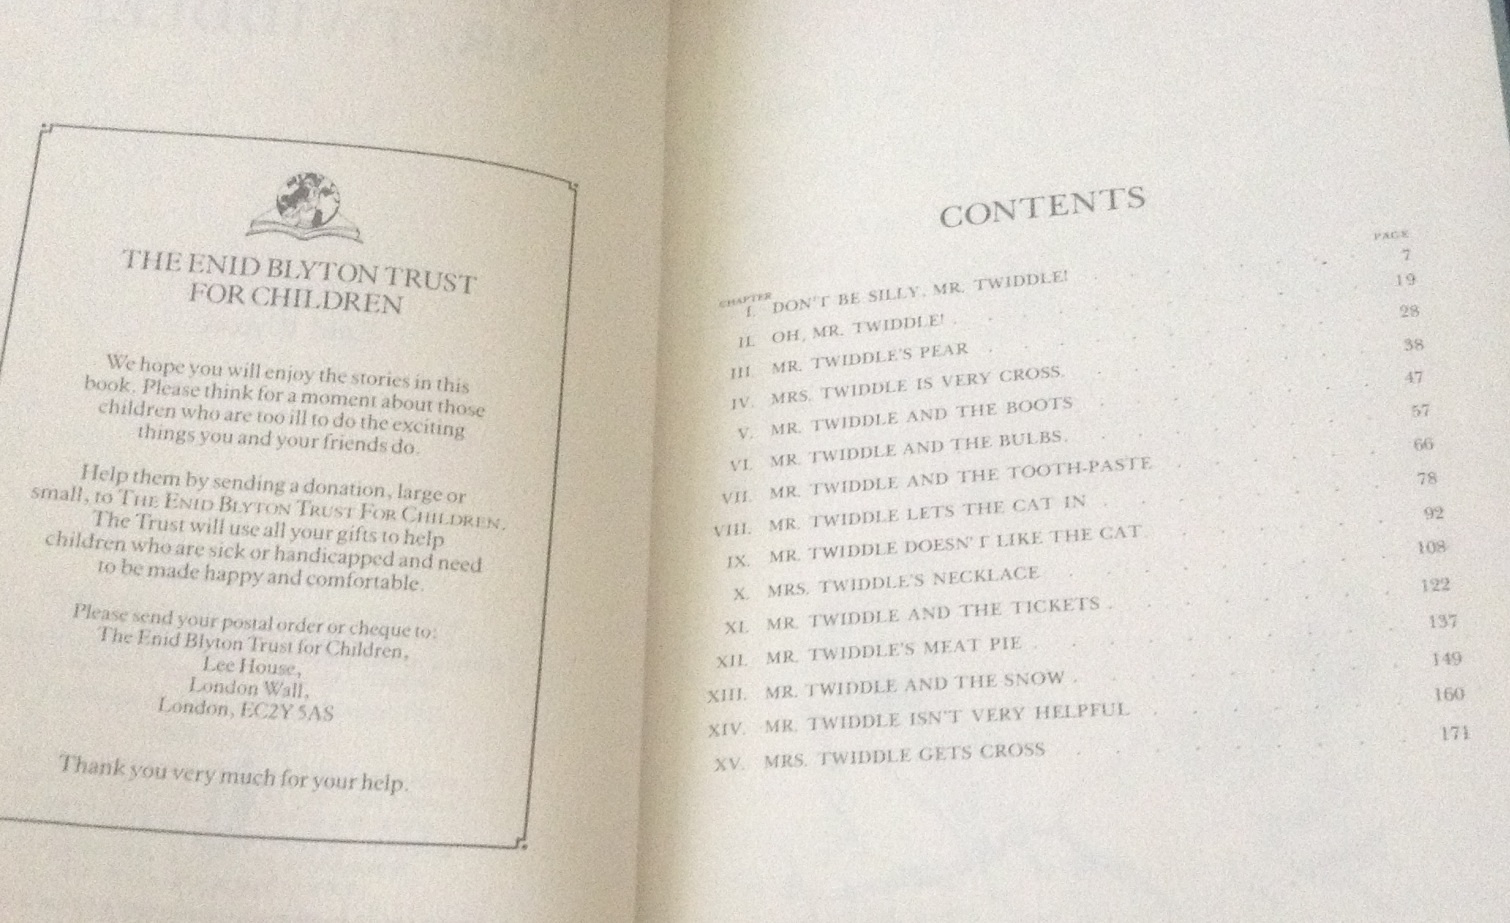 THE ENID BLYTON TRUST
FOR CHILDREN
We hope you will enjoy the stories in this
book. Please think for a moment about those
children who are too ill to do the exciting
things you and your friends do.
Help them by sending a donation, large or
small, to THE ENID BLYTON TRUST FOR CHILDREN.
The Trust will use all your gifts to help
children who are sick or handicapped and need
to be made happy and comfortable.
Please send your postal order or cheque to:
The Enid Blyton Trust for Children,
Lee House,
London Wall,
London, EC2Y 5AS
Thank you very much for your help.
CONTENTS
CHAPTER PAGE
I. DON'T BE SILLY, MR. TWIDDLE! 7
II. OH, MR. TWIDDLE! 19
III. MR. TWIDDLE'S PEAR 28
IV. MRS. TWIDDLE IS VERY CROSS 38
V. MR. TWIDDLE AND THE BOOTS 47
VI. MR. TWIDDLE AND THE BULBS 57
VII. MR. TWIDDLE AND THE TOOTH-PASTE 66
VIII. MR. TWIDDLE LETS THE CAT IN 78
IX. MR. TWIDDLE DOESN'T LIKE THE CAT 92
X. MRS. TWIDDLE'S NECKLACE 108
XI. MR. TWIDDLE AND THE TICKETS 122
XII. MR. TWIDDLE'S MEAT PIE 137
XIII. MR. TWIDDLE AND THE SNOW 149
XIV. MR. TWIDDLE ISN'T VERY HELPFUL 160
XV. MRS. TWIDDLE GETS CROSS 171